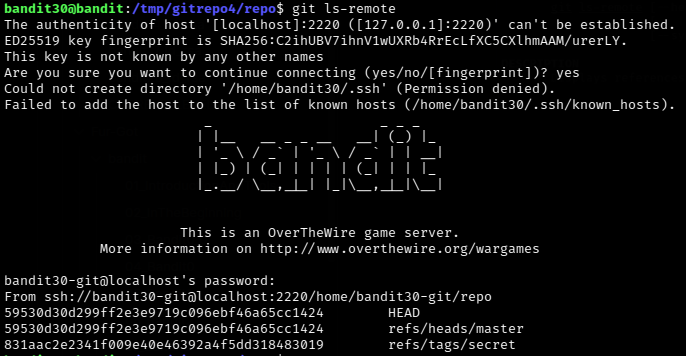 bandit30@bandit:/tmp/gitrepo4/repo$ git ls-remote
The authenticity of host '[localhost]:2220 ([127.0.0.1]:2220)' can't be established.
ED25519 key fingerprint is SHA256:C2ihUBV7ihnV1wUXRb4RrEcLfXC5CXlhmAAM/urerLY.
This key is not known by any other names
Are you sure you want to continue connecting (yes/no/[fingerprint])? yes
Could not create directory '/home/bandit30/.ssh' (Permission denied).
Failed to add the host to the list of known hosts (/home/bandit30/.ssh/known_hosts).
bandit
This is an OverTheWire game server.
More information on http://www.overthewire.org/wargames
bandit30-git@localhost's password:
From ssh://bandit30-git@localhost:2220/home/bandit30-git/repo
59530d30d299ff2e3e9719c096ebf46a65cc1424 HEAD
59530d30d299ff2e3e9719c096ebf46a65cc1424 refs/heads/master
831aac2e2341f009e40e46392a4f5dd318483019 refs/tags/secret